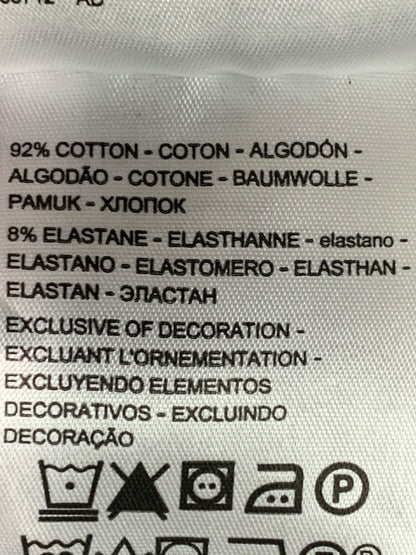 92% COTTON - COTON - ALGODÓN -
ALGODÃO - COTONE - BAUMWOLLE -
PAMUK - ХЛОПОК
8% ELASTANE - ELASTHANNE - elastano -
ELASTANO - ELASTOMERO - ELASTHAN -
ELASTAN - ЭЛАСТАН
EXCLUSIVE OF DECORATION -
EXCLUANT L'ORNEMENTATION -
EXCLUYENDO ELEMENTOS
DECORATIVOS - EXCLUINDO
DECORAÇÃO
P